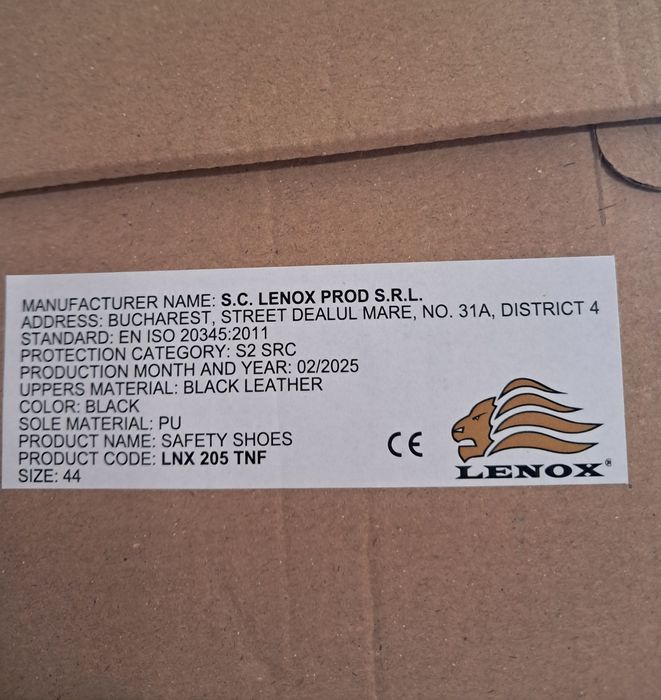 MANUFACTURER NAME: S.C. LENOX PROD S.R.L.
ADDRESS: BUCHAREST, STREET DEALUL MARE, NO. 31A, DISTRICT 4
STANDARD: EN ISO 20345:2011
PROTECTION CATEGORY: S2 SRC
PRODUCTION MONTH AND YEAR: 02/2025
UPPERS MATERIAL: BLACK LEATHER
COLOR: BLACK
SOLE MATERIAL: PU
PRODUCT NAME: SAFETY SHOES
PRODUCT CODE: LNX 205 TNF
SIZE: 44
CE
LENOX®